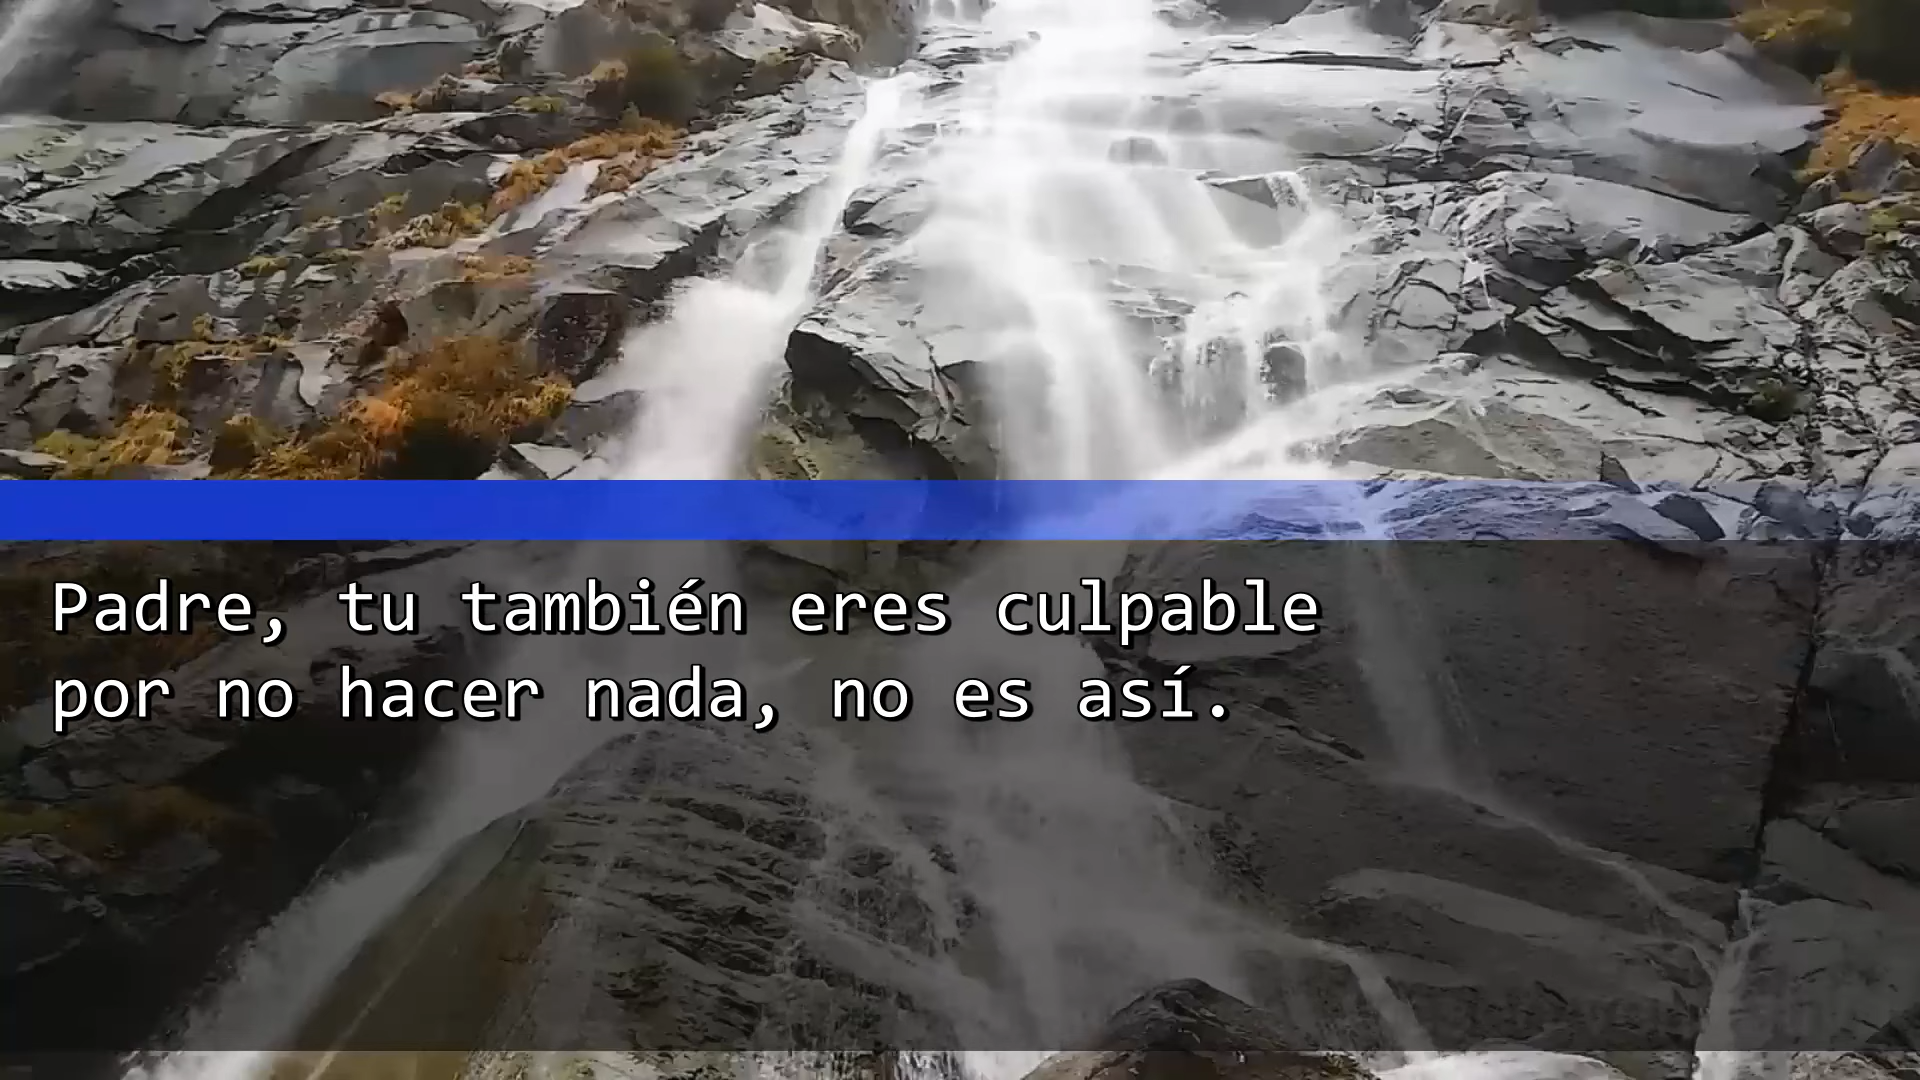 Padre, tu también eres culpable
por no hacer nada, no es así.